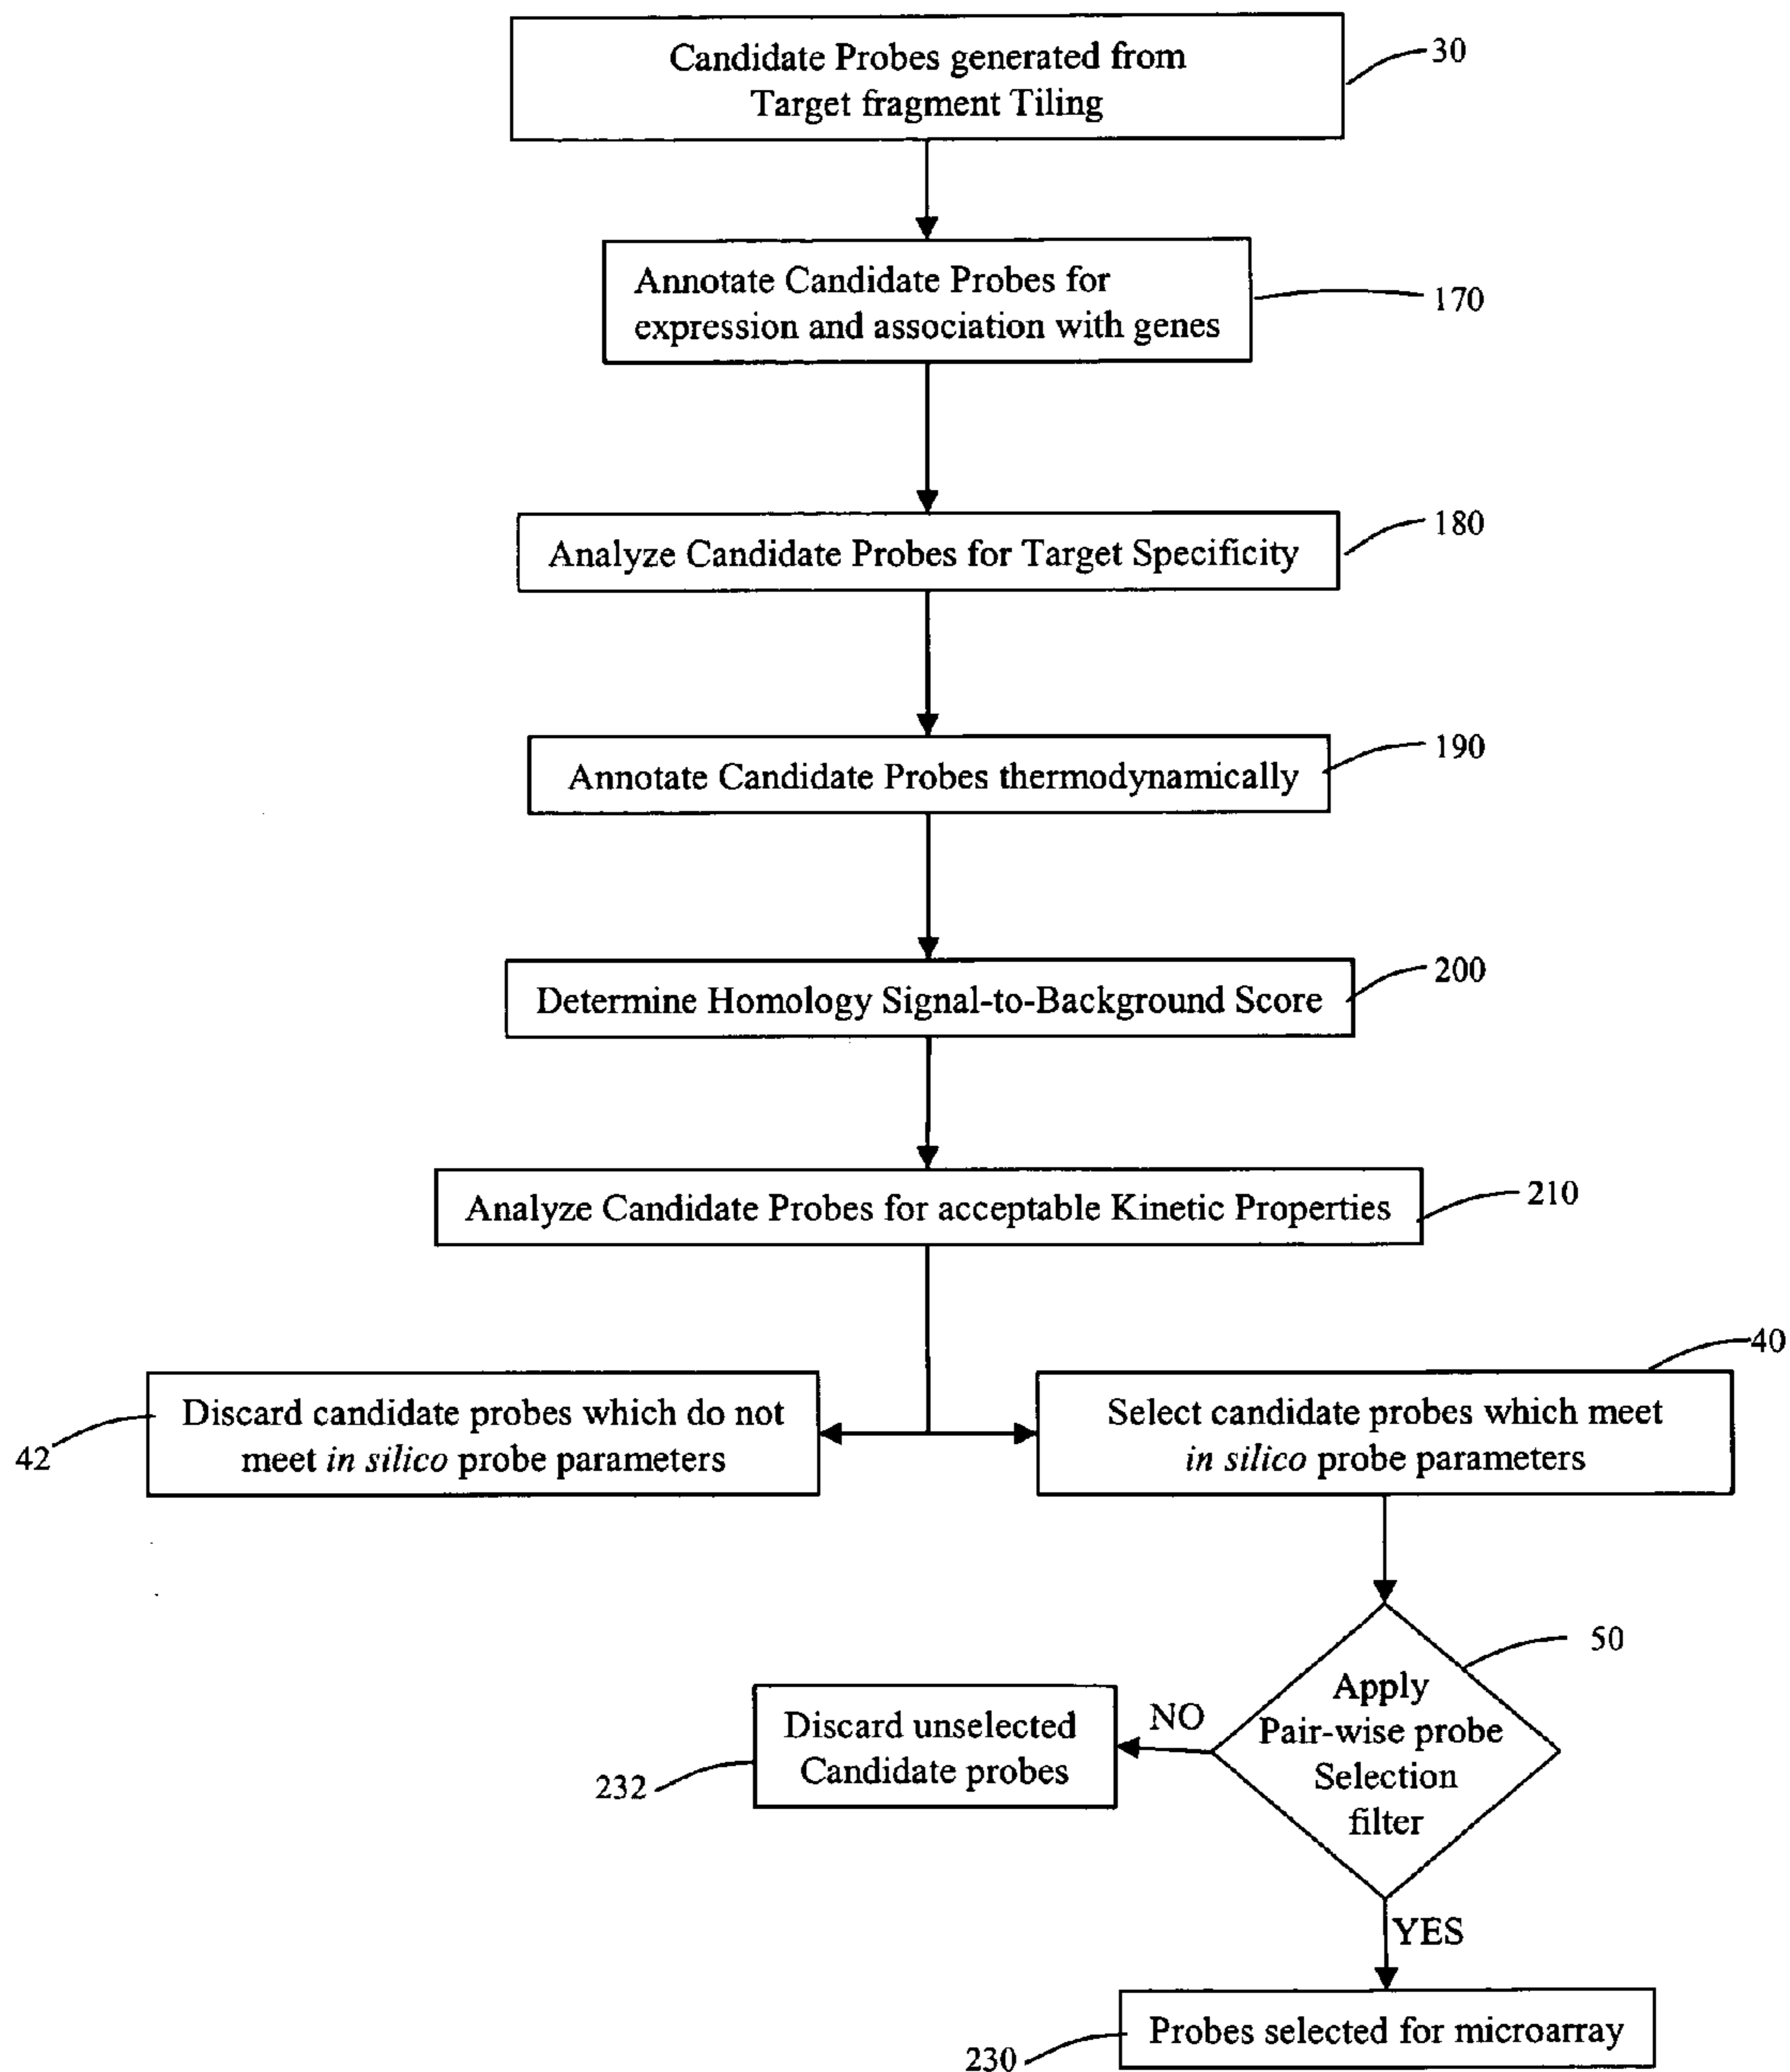 Candidate Probes generated from
Target fragment Tiling
30
Annotate Candidate Probes for
expression and association with genes
170
Analyze Candidate Probes for Target Specificity
180
Annotate Candidate Probes thermodynamically
190
Determine Homology Signal-to-Background Score
200
Analyze Candidate Probes for acceptable Kinetic Properties
210
Discard candidate probes which do not
meet in silico probe parameters
42
Select candidate probes which meet
in silico probe parameters
40
Apply
Pair-wise probe
Selection
filter
50
NO
Discard unselected
Candidate probes
232
YES
Probes selected for microarray
230